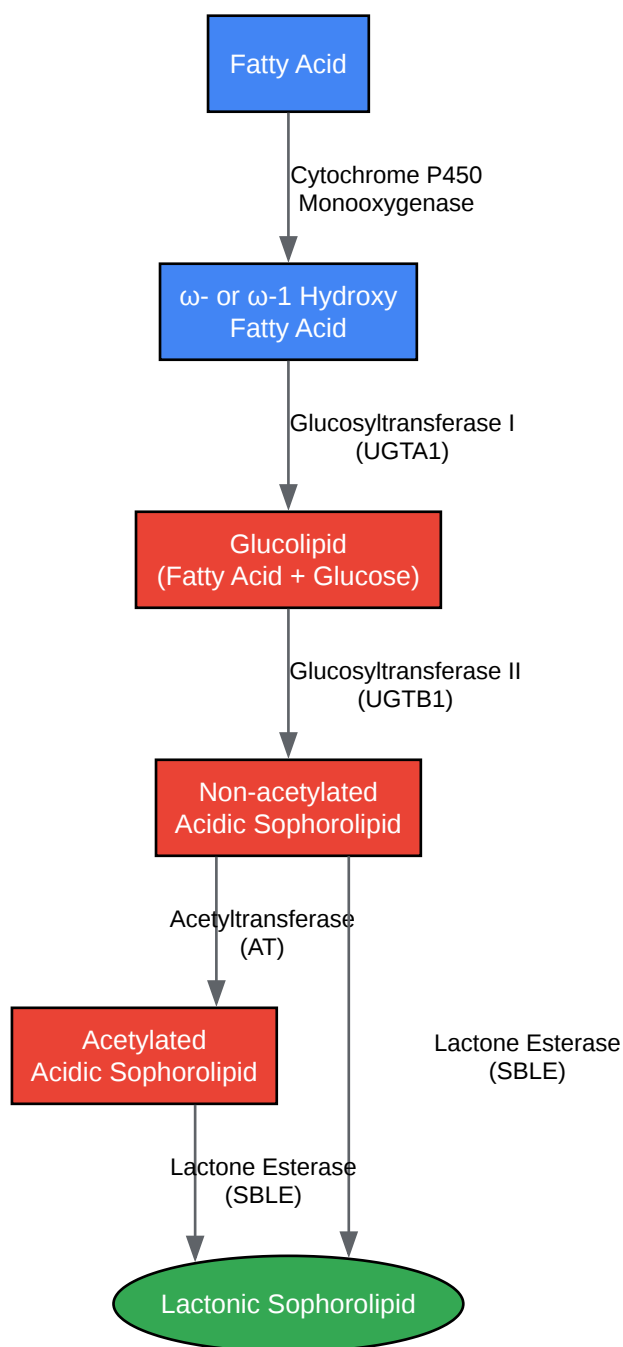 Fatty Acid
Cytochrome P450
Monooxygenase
ω- or ω-1 Hydroxy
Fatty Acid
Glucosyltransferase I
(UGTA1)
Glucolipid
(Fatty Acid + Glucose)
Glucosyltransferase II
(UGTB1)
Non-acetylated
Acidic Sophorolipid
Acetyltransferase
(AT)
Acetylated
Acidic Sophorolipid
Lactone Esterase
(SBLE)
Lactone Esterase
(SBLE)
Lactonic Sophorolipid